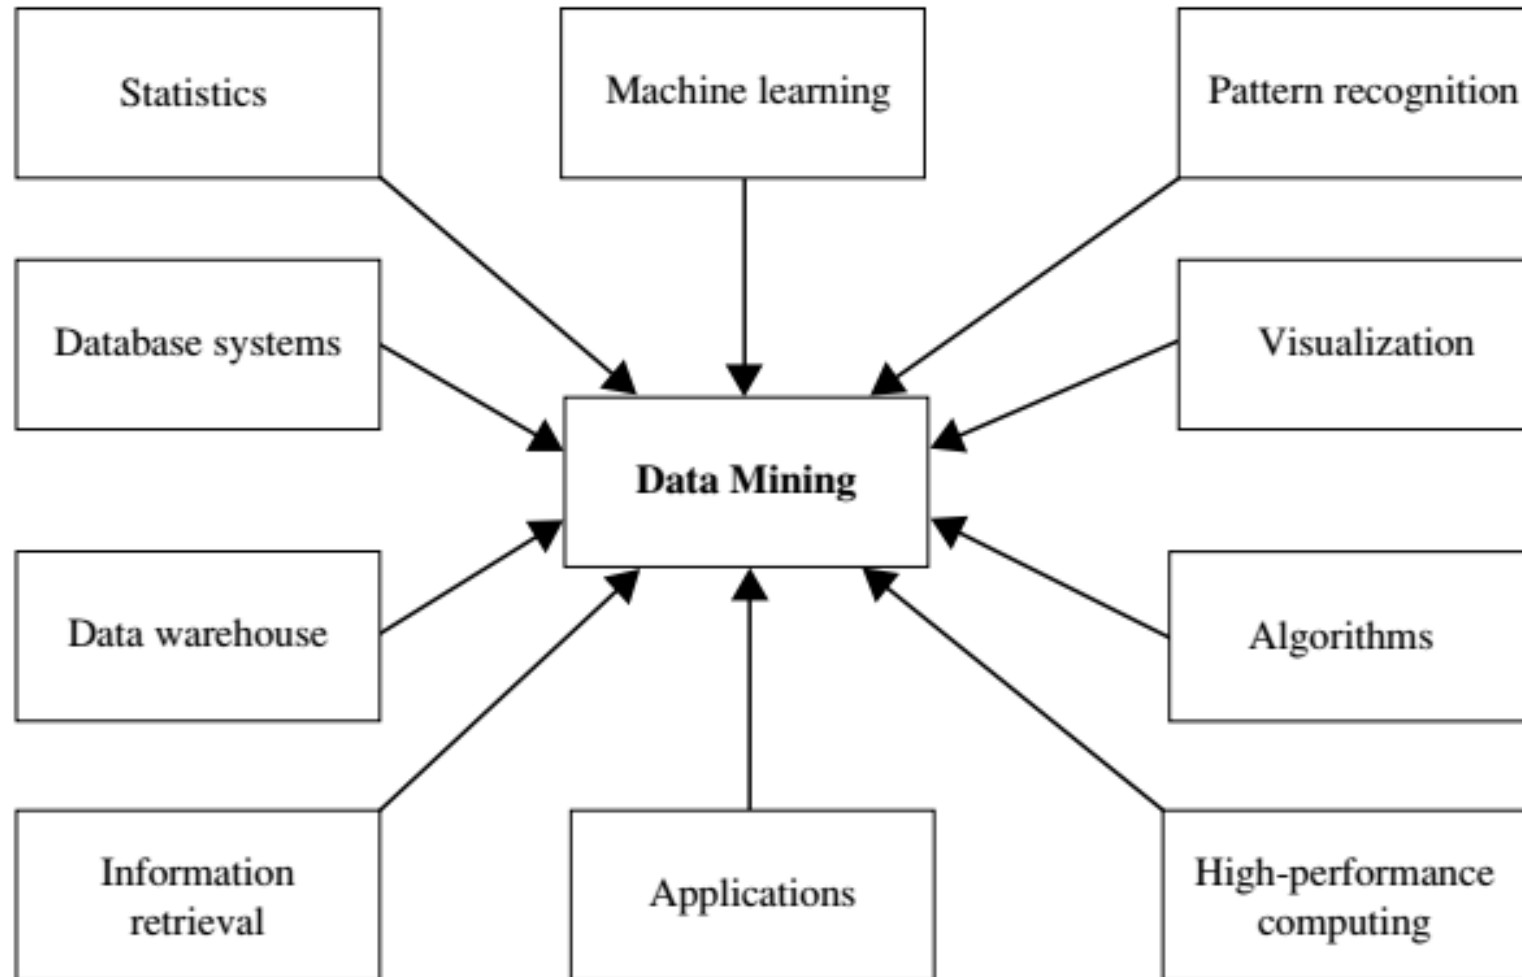 Statistics
Machine learning
Pattern recognition
Database systems
Visualization
Data Mining
Data warehouse
Algorithms
Information
retrieval
Applications
High-performance
computing